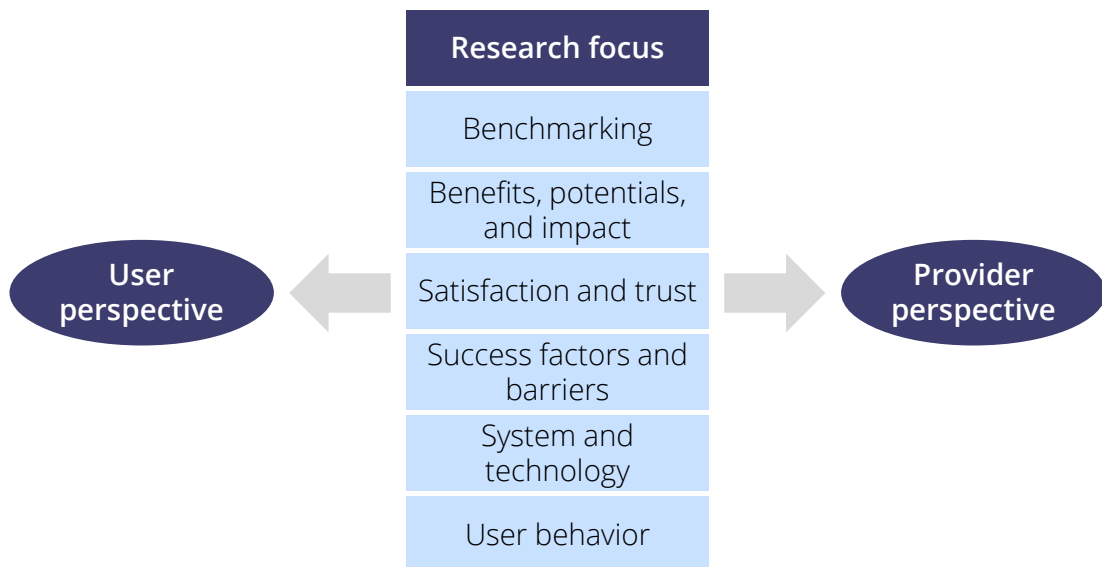 Research focus
Benchmarking
Benefits, potentials,
and impact
User
perspective
Satisfaction and trust
Provider
perspective
Success factors and
barriers
System and
technology
User behavior